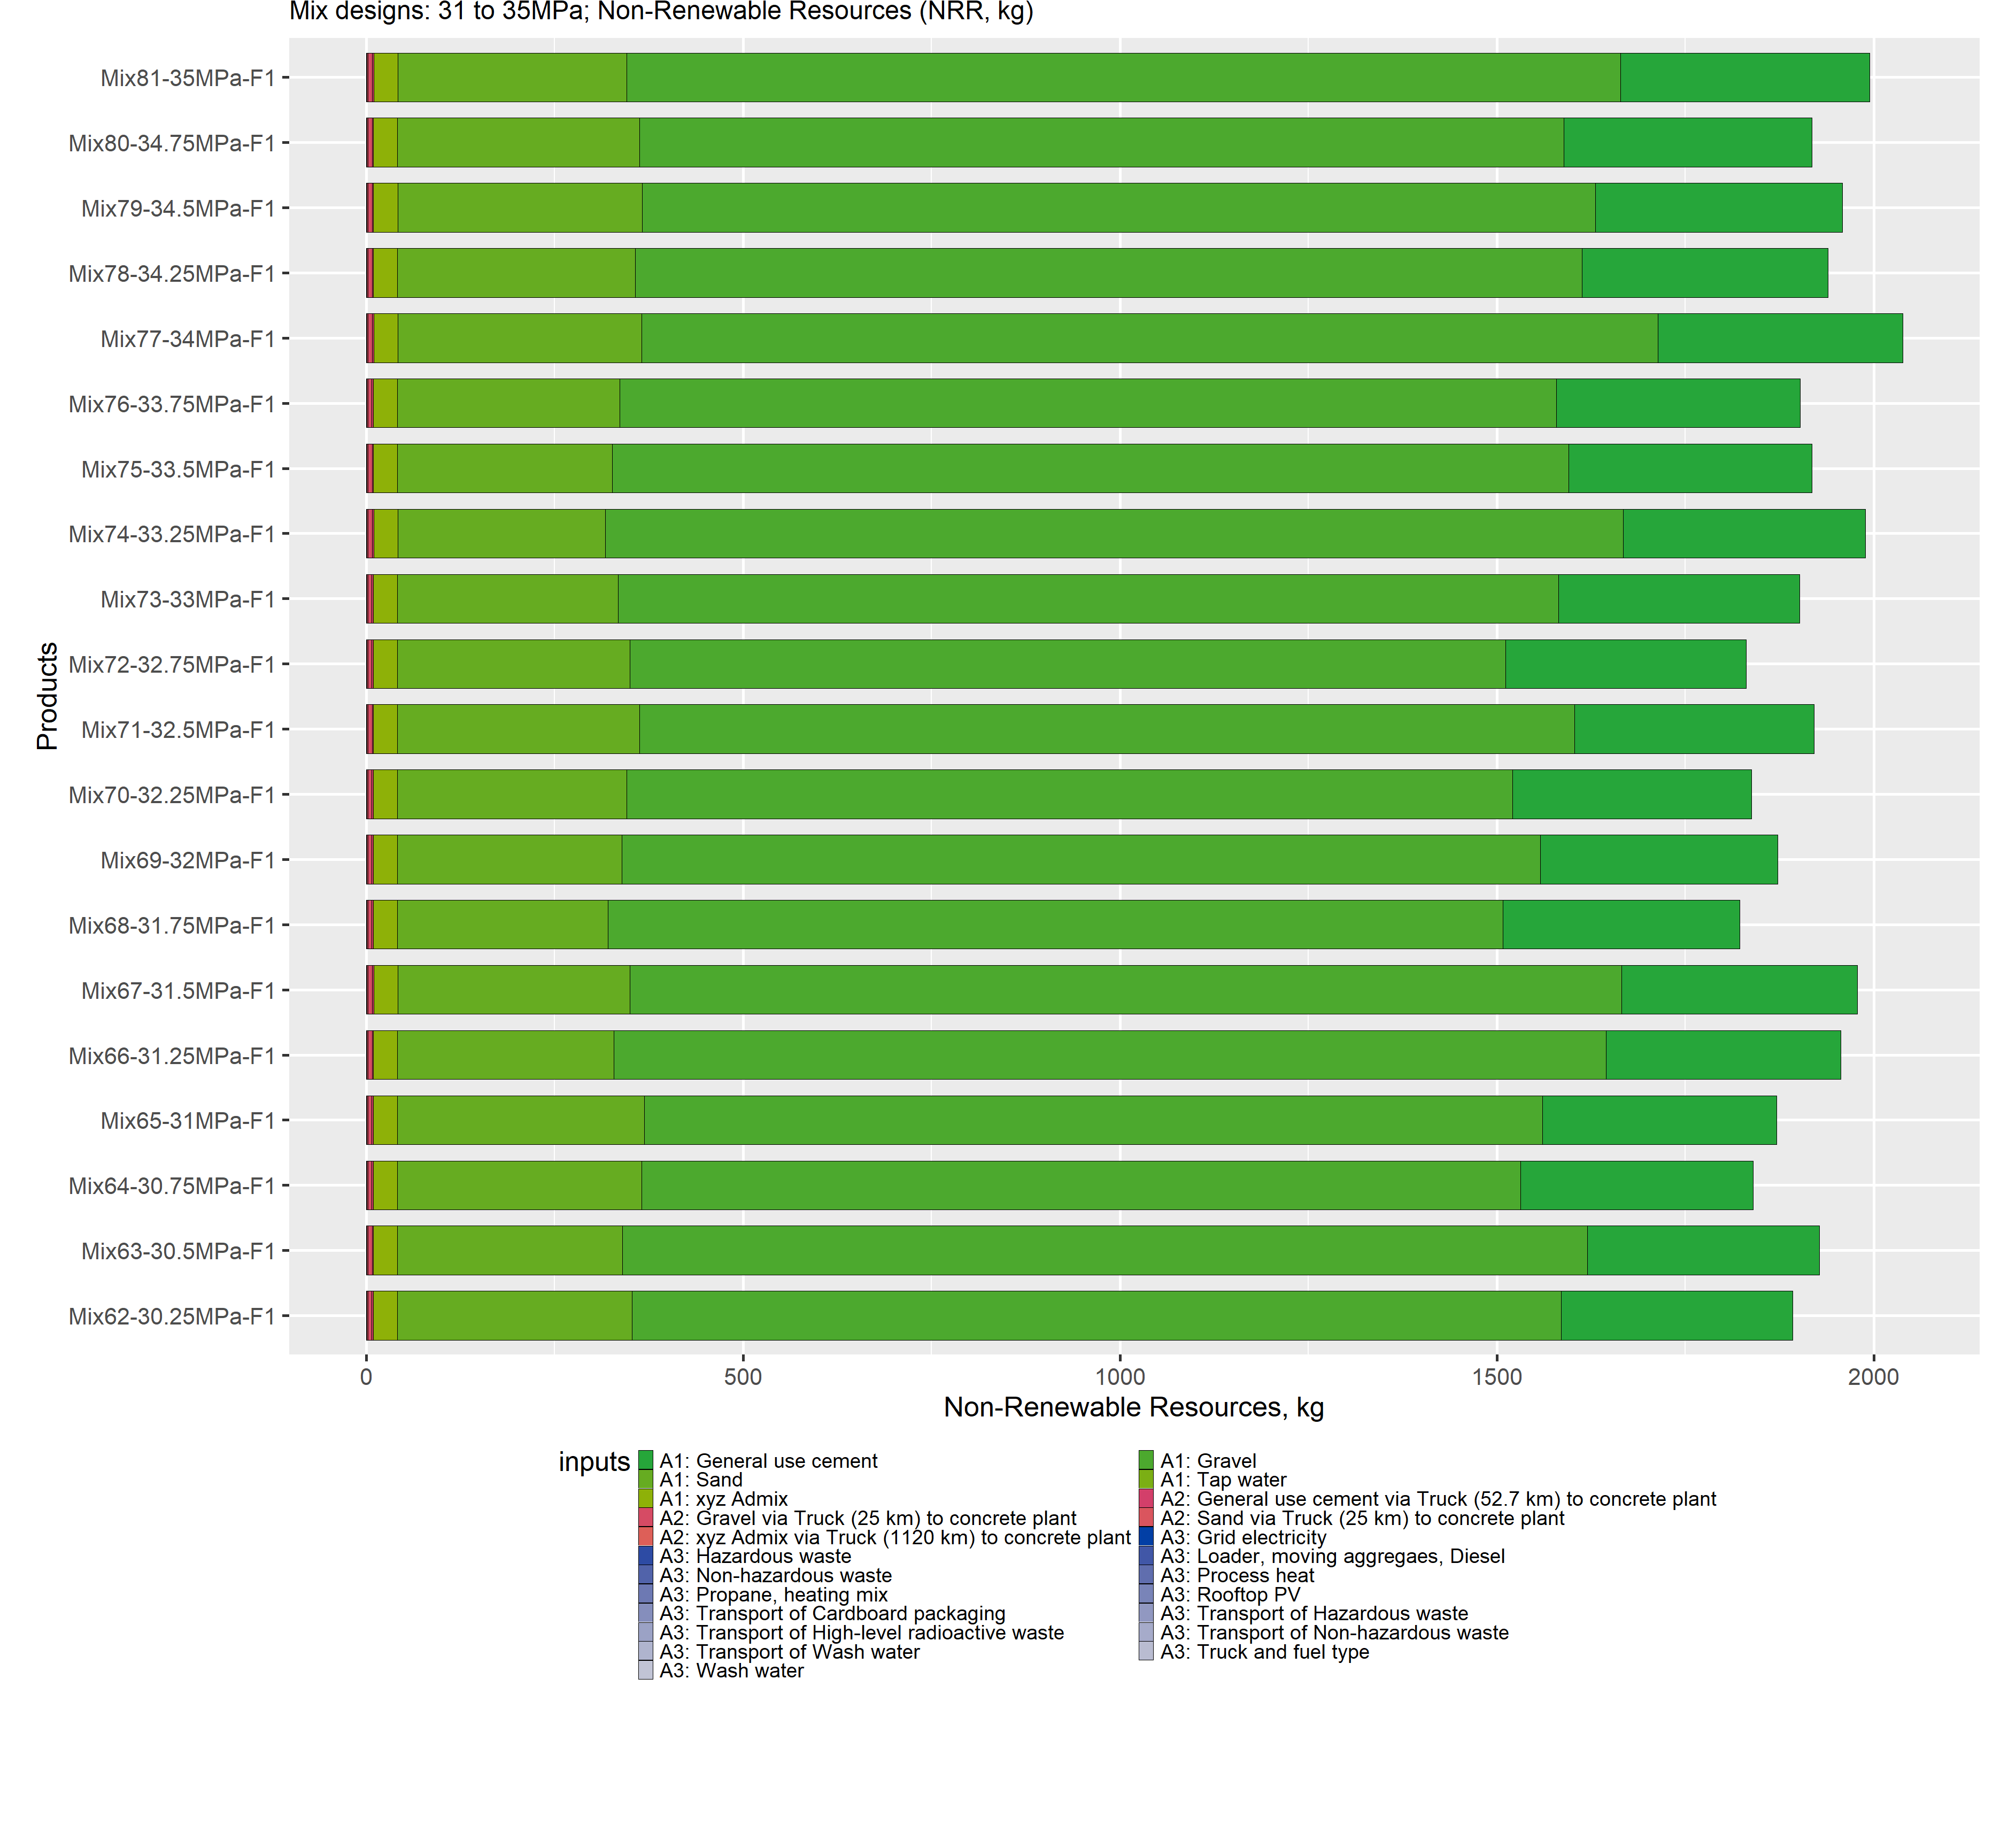 Mix designs: 31 to 35MPa; Non-Renewable Resources (NRR, kg)
Products
Mix81-35MPa-F1
Mix80-34.75MPa-F1
Mix79-34.5MPa-F1
Mix78-34.25MPa-F1
Mix77-34MPa-F1
Mix76-33.75MPa-F1
Mix75-33.5MPa-F1
Mix74-33.25MPa-F1
Mix73-33MPa-F1
Mix72-32.75MPa-F1
Mix71-32.5MPa-F1
Mix70-32.25MPa-F1
Mix69-32MPa-F1
Mix68-31.75MPa-F1
Mix67-31.5MPa-F1
Mix66-31.25MPa-F1
Mix65-31MPa-F1
Mix64-30.75MPa-F1
Mix63-30.5MPa-F1
Mix62-30.25MPa-F1
0 500 1000 1500 2000
Non-Renewable Resources, kg
inputs
A1: General use cement A1: Gravel
A1: Sand A1: Tap water
A1: xyz Admix A2: General use cement via Truck (52.7 km) to concrete plant
A2: Gravel via Truck (25 km) to concrete plant A2: Sand via Truck (25 km) to concrete plant
A2: xyz Admix via Truck (1120 km) to concrete plant A3: Grid electricity
A3: Hazardous waste A3: Loader, moving aggregaes, Diesel
A3: Non-hazardous waste A3: Process heat
A3: Propane, heating mix A3: Rooftop PV
A3: Transport of Cardboard packaging A3: Transport of Hazardous waste
A3: Transport of High-level radioactive waste A3: Transport of Non-hazardous waste
A3: Transport of Wash water A3: Truck and fuel type
A3: Wash water